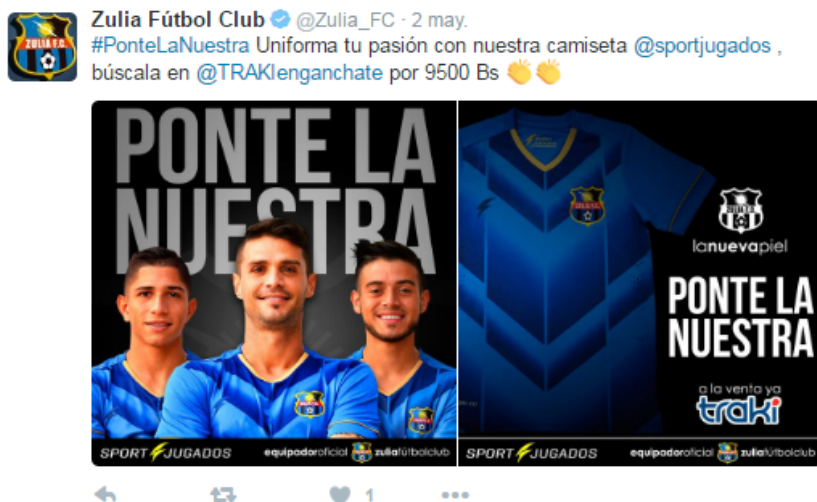 Zulia Fútbol Club @Zulia_FC · 2 may.
#PonteLaNuestra Uniforma tu pasión con nuestra camiseta @sportjugados ,
búscala en @TRAKIenganchate por 9500 Bs
ZULIA F.C.
PONTE LA
NUESTRA
SPORT JUGADOS
equipadoroficial
zuliafútbolclub
lanuevapiel
PONTE LA
NUESTRA
a la venta ya
traki
SPORT JUGADOS
equipadoroficial
zuliafútbolclub
1